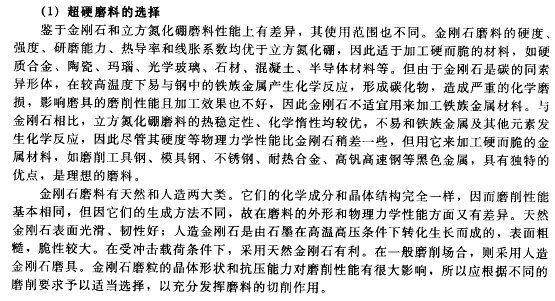 (1) 超硬磨料的选择
鉴于金刚石和立方氮化硼磨料性能上有差异，其使用范围也不同。金刚石磨料的硬度、
强度、研磨能力、热导率和线胀系数均优于立方氮化硼，因此适于加工硬而脆的材料，如硬
质合金、陶瓷、玛瑙、光学玻璃、石材、混凝土、半导体材料等。但由于金刚石是碳的同素
异形体，在较高温度下易与钢中的铁族金属产生化学反应，形成碳化物，造成严重的化学磨
损，影响磨具的磨削性能且加工效果也不好，因此金刚石不适宜用来加工铁族金属材料。与
金刚石相比，立方氮化硼磨料的热稳定性、化学惰性均较优，不易和铁族金属及其他元素发
生化学反应，因此尽管其硬度等物理力学性能比金刚石稍差一些，但用它来加工硬而韧的金
属材料，如磨削工具钢、模具钢、不锈钢、耐热合金、高钒高速钢等黑色金属，具有独特的
优点，是理想的磨料。
金刚石磨料有天然和人造两大类。它们的化学成分和晶体结构完全一样，因而磨削性能
基本相同，但因它们的生成方法不同，故在磨料的外形和物理力学性能方面又有差异。天然
金刚石表面光滑、韧性好；人造金刚石是由石墨在高温高压条件下转化生长而成的，表面粗
糙，脆性较大。在受冲击载荷条件下，采用天然金刚石有利。在一般磨削场合，则采用人造
金刚石磨具。金刚石磨粒的晶体形状和抗压能力对磨削性能有很大影响，所以应根据不同的
磨削要求予以适当选择，以充分发挥磨料的切削作用。